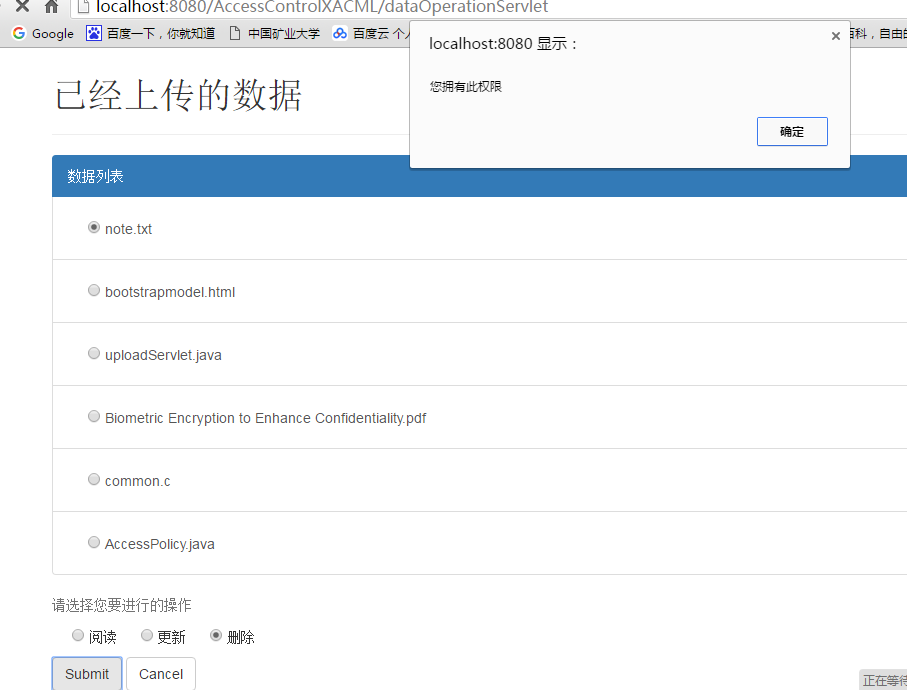 localhost:8080/AccessControlXACML/dataOperationServlet
Google 百度一下，你就知道 中国矿业大学 百度云 个人 百科，自由的
localhost:8080 显示：
您拥有此权限
确定
已经上传的数据
数据列表
note.txt
bootstrapmodel.html
uploadServlet.java
Biometric Encryption to Enhance Confidentiality.pdf
common.c
AccessPolicy.java
请选择您要进行的操作
阅读 更新 删除
Submit Cancel
正在等待